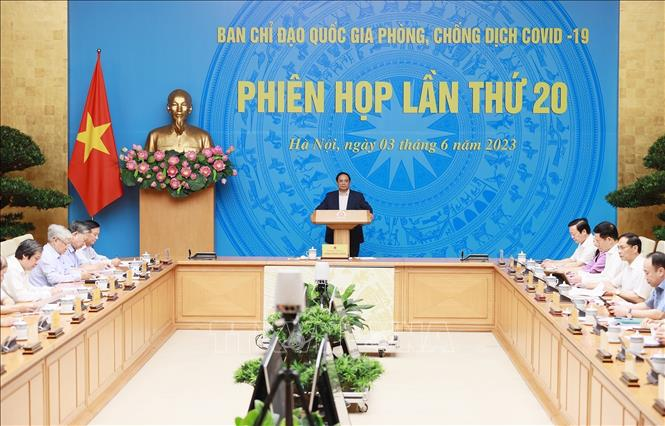 BAN CHỈ ĐẠO QUỐC GIA PHÒNG, CHỐNG DỊCH COVID -19
PHIÊN HỌP LẦN THỨ 20
Hà Nội, ngày 03 tháng 6 năm 2023